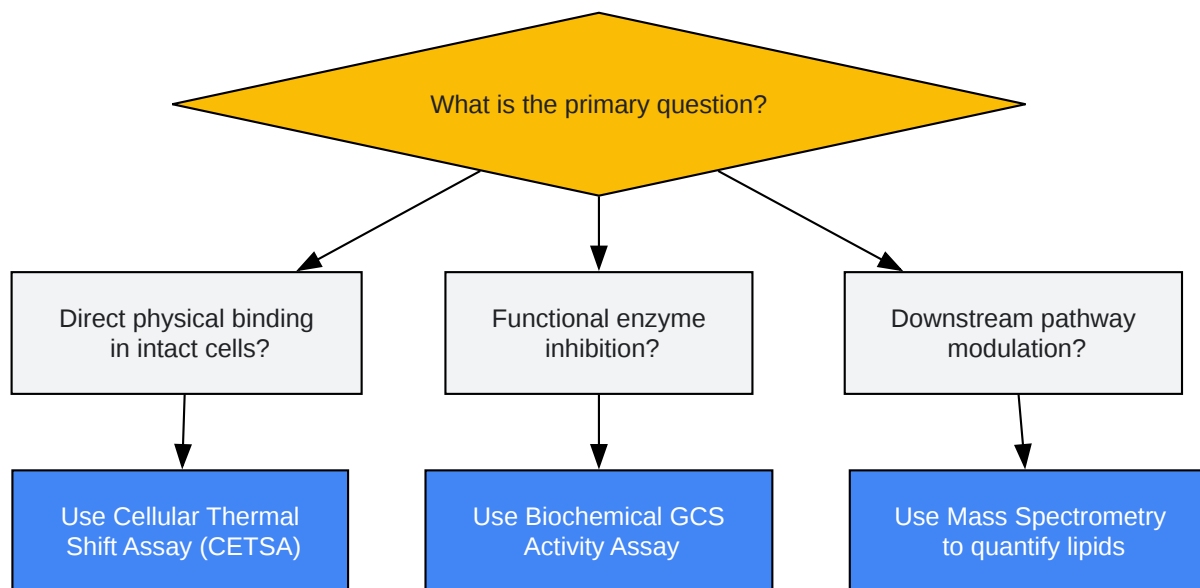 What is the primary question?
Direct physical binding
in intact cells?
Functional enzyme
inhibition?
Downstream pathway
modulation?
Use Cellular Thermal
Shift Assay (CETSA)
Use Biochemical GCS
Activity Assay
Use Mass Spectrometry
to quantify lipids